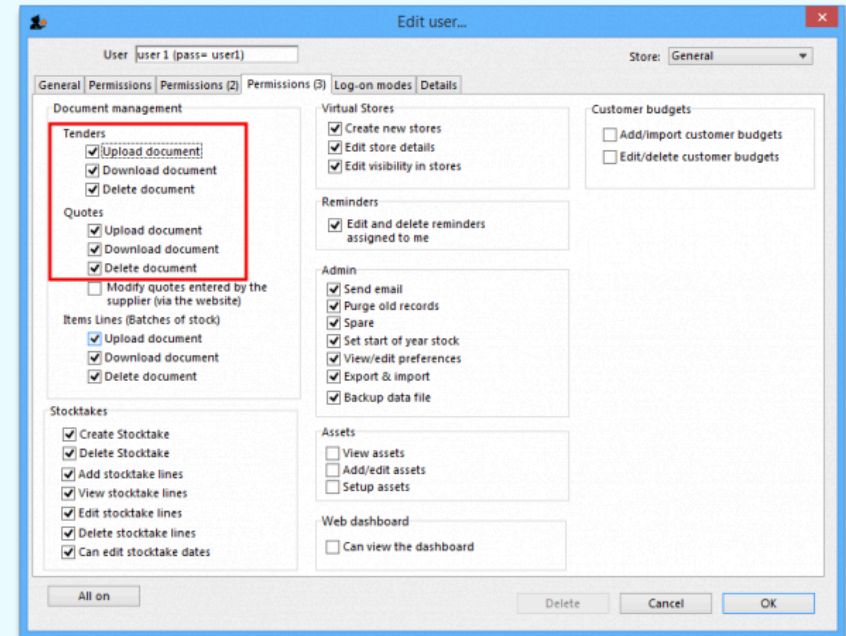 Edit user...
User user 1 (pass= user1)
Store: General
General Permissions Permissions (2) Permissions (3) Log-on modes Details
Document management
Tenders
Upload document
Download document
Delete document
Quotes
Upload document
Download document
Delete document
Modify quotes entered by the
supplier (via the website)
Items Lines (Batches of stock)
Upload document
Download document
Delete document
Stocktakes
Create Stocktake
Delete Stocktake
Add stocktake lines
View stocktake lines
Edit stocktake lines
Delete stocktake lines
Can edit stocktake dates
Virtual Stores
Create new stores
Edit store details
Edit visibility in stores
Reminders
Edit and delete reminders
assigned to me
Admin
Send email
Purge old records
Spare
Set start of year stock
View/edit preferences
Export & import
Backup data file
Assets
View assets
Add/edit assets
Setup assets
Web dashboard
Can view the dashboard
Customer budgets
Add/import customer budgets
Edit/delete customer budgets
All on
Delete
Cancel
OK